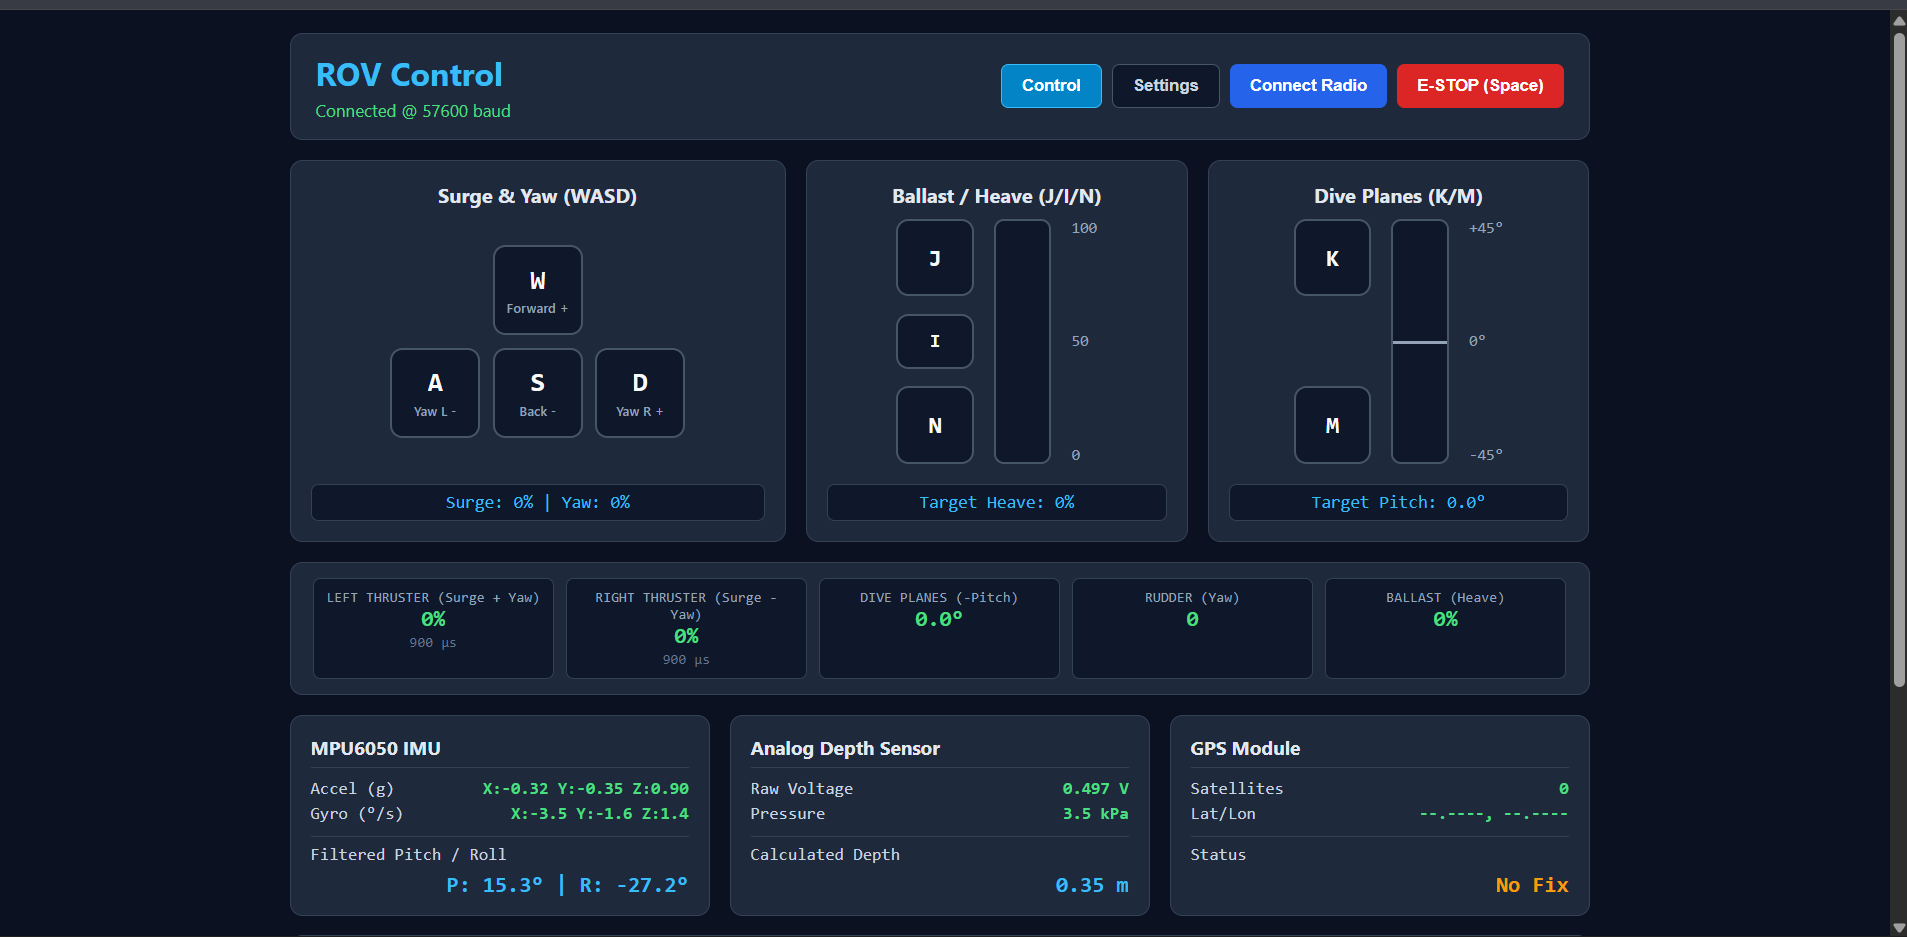 ROV Control
Connected @ 57600 baud
Control
Settings
Connect Radio
E-STOP (Space)
Surge & Yaw (WASD)
W
Forward +
A
Yaw L -
S
Back -
D
Yaw R +
Surge: 0% | Yaw: 0%
Ballast / Heave (J/I/N)
J
I
N
100
50
0
Target Heave: 0%
Dive Planes (K/M)
K
M
+45°
0°
-45°
Target Pitch: 0.0°
LEFT THRUSTER (Surge + Yaw)
0%
900 µs
RIGHT THRUSTER (Surge -
Yaw)
0%
900 µs
DIVE PLANES (-Pitch)
0.0°
RUDDER (Yaw)
0
BALLAST (Heave)
0%
MPU6050 IMU
Accel (g) X:-0.32 Y:-0.35 Z:0.90
Gyro (°/s) X:-3.5 Y:-1.6 Z:1.4
Filtered Pitch / Roll
P: 15.3° | R: -27.2°
Analog Depth Sensor
Raw Voltage 0.497 V
Pressure 3.5 kPa
Calculated Depth
0.35 m
GPS Module
Satellites 0
Lat/Lon --.----, --.----
Status
No Fix